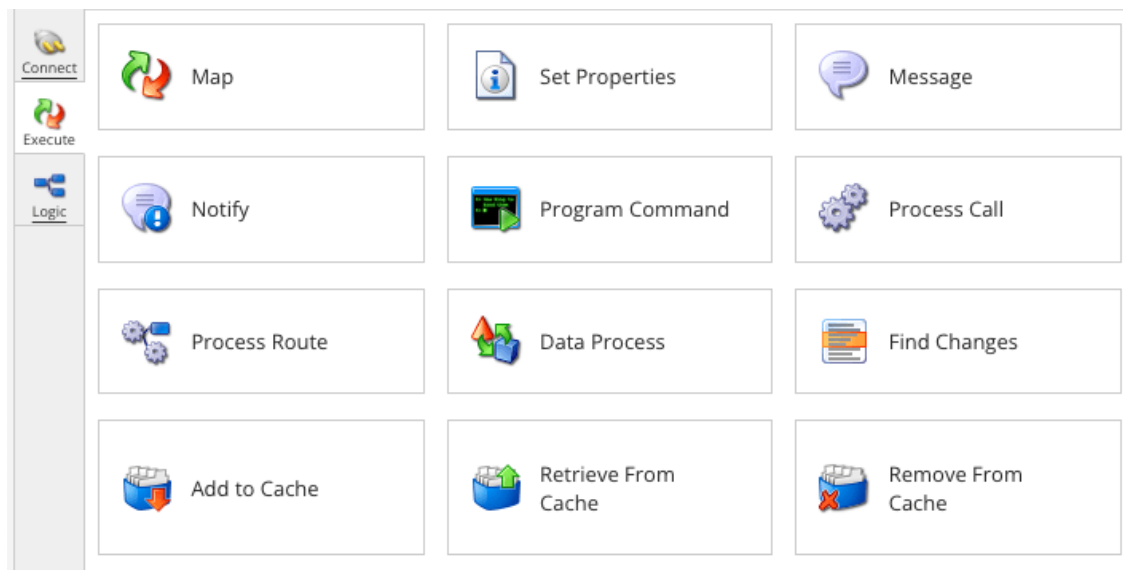 Connect
Execute
Logic
Map
Set Properties
Message
Notify
Program Command
Process Call
Process Route
Data Process
Find Changes
Add to Cache
Retrieve From
Cache
Remove From
Cache